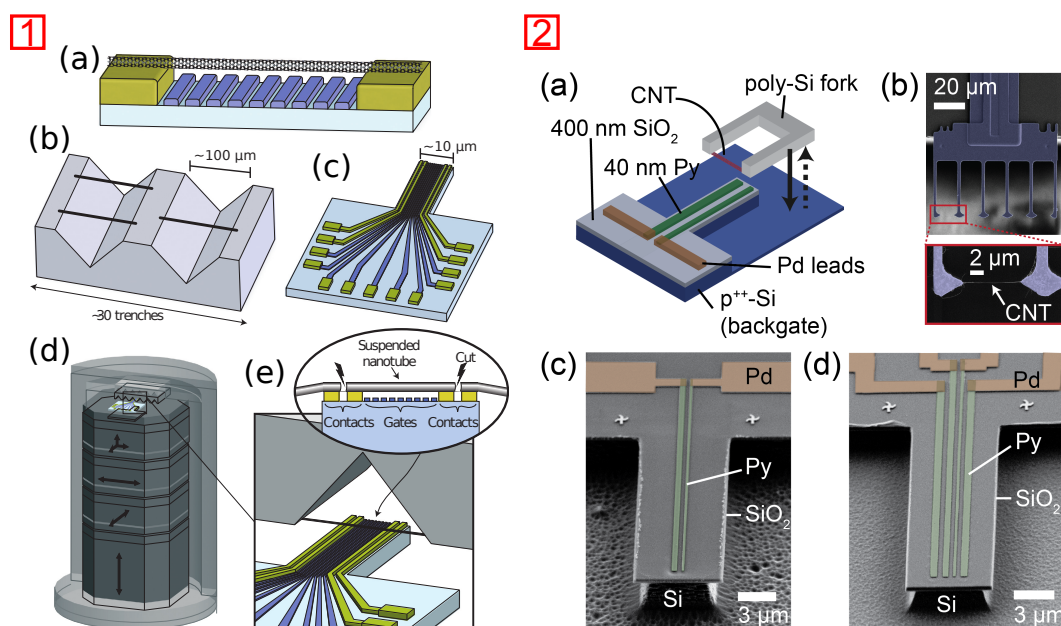 1
(a)
(b)
~100 µm
~30 trenches
(c)
~10 µm
(d)
(e)
Suspended
nanotube
Cut
Contacts
Gates
Contacts
2
(a)
CNT
poly-Si fork
400 nm SiO₂
40 nm Py
Pd leads
p⁺⁺-Si
(backgate)
(b)
20 µm
2 µm
CNT
(c)
Pd
Py
SiO₂
Si
3 µm
(d)
Pd
Py
SiO₂
Si
3 µm